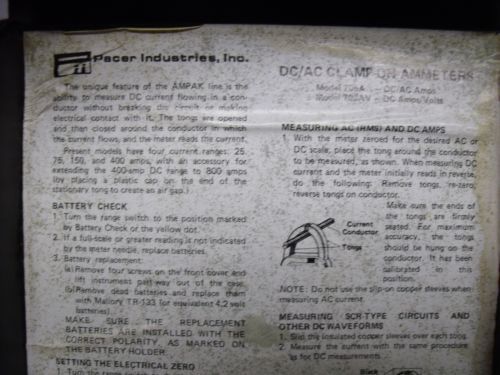 Pacer Industries, Inc.
The unique feature of the AMPAK line is the
ability to measure DC current flowing in a con-
ductor without breaking the circuit or making
electrical contact with it. The tongs are opened
and then closed around the conductor in which
the current flows, and the meter reads the current.
Present models have four current ranges: 25,
75, 150, and 400 amps, with an accessory for
extending the 400-amp DC range to 800 amps
(by placing a plastic cap on the end of the
stationary tong to create an air gap.)
BATTERY CHECK
1. Turn the range switch to the position marked
by Battery Check or the yellow dot.
2. If a full-scale or greater reading is not indicated
by the meter needle, replace batteries.
3. Battery replacement:
(a) Remove four screws on the front cover and
lift instrument part-way out of the case.
(b) Remove dead batteries and replace them
with Mallory TR-133 (or equivalent 4.2 volt
batteries).
MAKE SURE THE REPLACEMENT
BATTERIES ARE INSTALLED WITH THE
CORRECT POLARITY, AS MARKED ON
THE BATTERY HOLDER.
SETTING THE ELECTRICAL ZERO
1. Turn the range
DC/AC CLAMP-ON AMMETERS
Model - DC/AC Amps
Model - DC Amps/Volts
MEASURING AC (RMS) AND DC AMPS
1. With the meter zeroed for the desired AC or
DC scale, place the tong around the conductor
to be measured, as shown. When measuring DC
current and the meter initially reads in reverse,
do the following: Remove tongs, re-zero,
reverse tongs on conductor.
Current
Conductor
Tongs
Make sure the ends of
the tongs are firmly
seated. For maximum
accuracy, the tongs
should be hung on the
conductor. It has been
calibrated in this
position.
NOTE: Do not use the slip-on copper sleeves when
measuring AC current.
MEASURING SCR-TYPE CIRCUITS AND
OTHER DC WAVEFORMS
1. Slip the insulated copper sleeves over each tong.
2. Measure the current with the same procedure
as for DC measurements.
Black